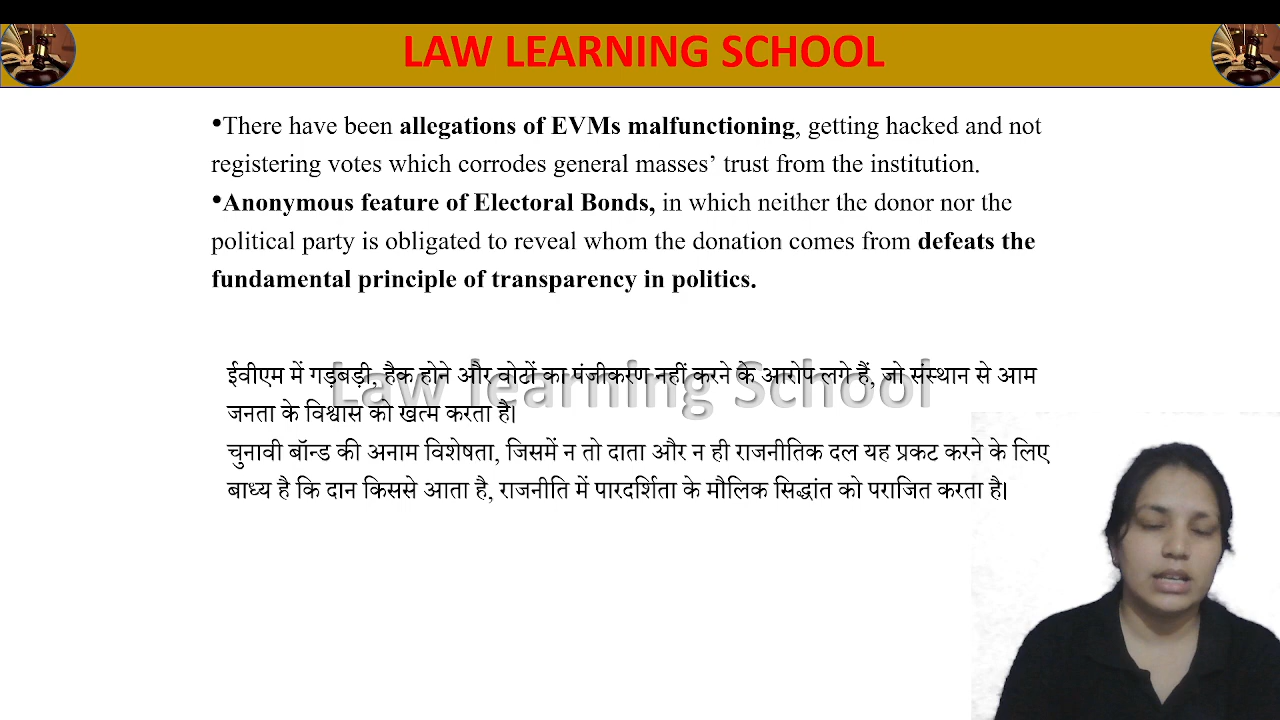 LAW LEARNING SCHOOL
•There have been allegations of EVMs malfunctioning, getting hacked and not
registering votes which corrodes general masses’ trust from the institution.
•Anonymous feature of Electoral Bonds, in which neither the donor nor the
political party is obligated to reveal whom the donation comes from defeats the
fundamental principle of transparency in politics.
Law learning School
ईवीएम में गड़बड़ी, हैक होने और वोटों का पंजीकरण नहीं करने के आरोप लगे हैं, जो संस्थान से आम
जनता के विश्वास को खत्म करता है।
चुनावी बॉन्ड की अनाम विशेषता, जिसमें न तो दाता और न ही राजनीतिक दल यह प्रकट करने के लिए
बाध्य है कि दान किससे आता है, राजनीति में पारदर्शिता के मौलिक सिद्धांत को पराजित करता है।